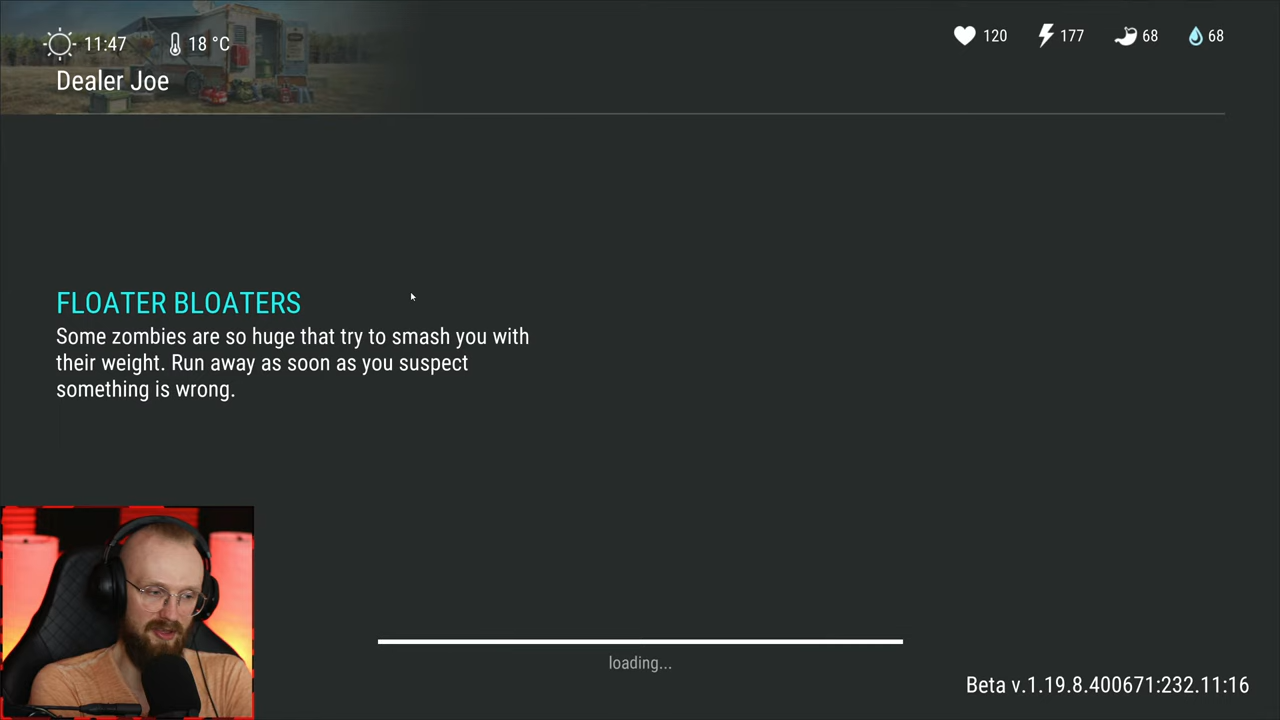 11:47 18 °C 120 177 68 68
Dealer Joe
FLOATER BLOATERS
Some zombies are so huge that try to smash you with
their weight. Run away as soon as you suspect
something is wrong.
loading...
Beta v.1.19.8.400671:232.11:16